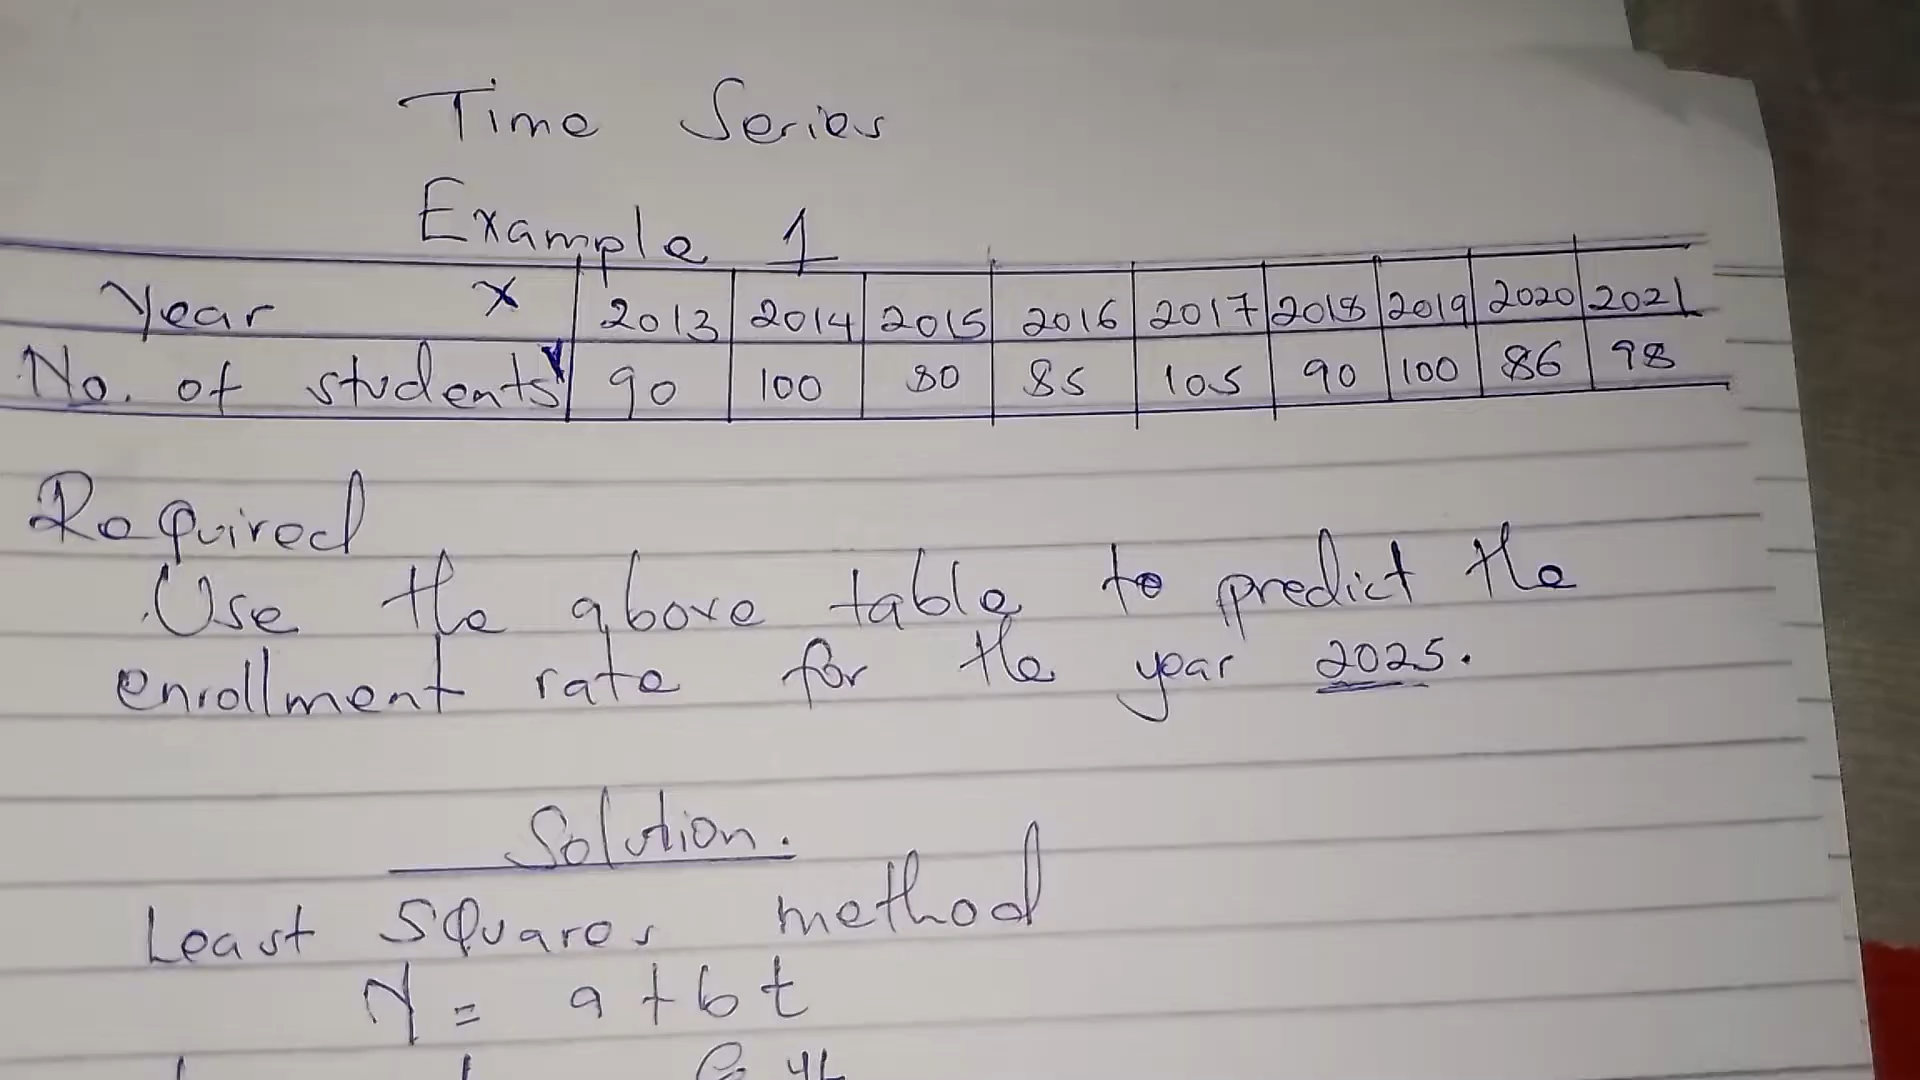 Time Series
Example 1
Year X 2013 2014 2015 2016 2017 2018 2019 2020 2021
No. of students Y 90 100 80 85 105 90 100 86 98
Required
Use the above table to predict the
enrollment rate for the year 2025.
Solution.
Least Squares method
Y = a + b t